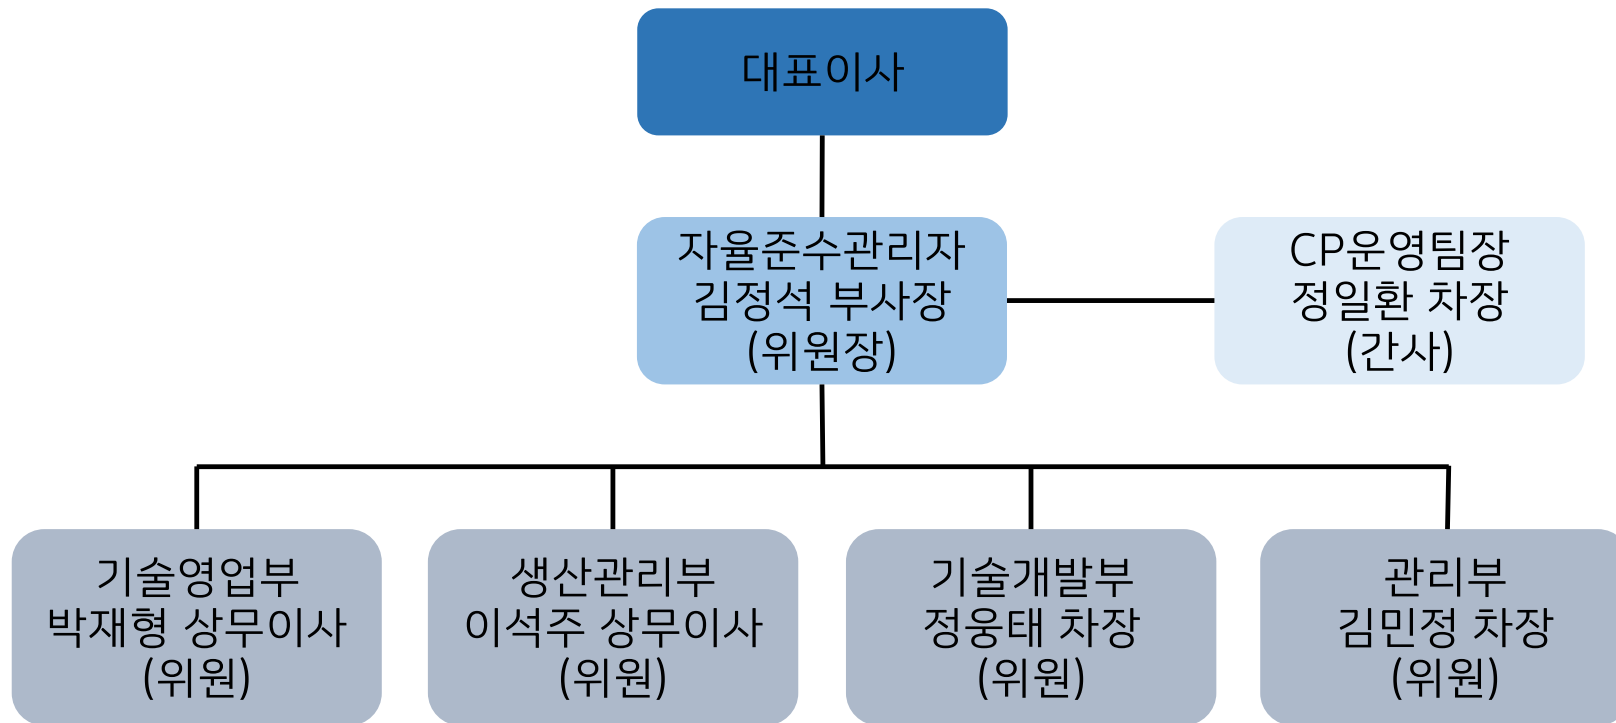 대표이사
자율준수관리자
김정석 부사장
(위원장)
CP운영팀장
정일환 차장
(간사)
기술영업부
박재형 상무이사
(위원)
생산관리부
이석주 상무이사
(위원)
기술개발부
정웅태 차장
(위원)
관리부
김민정 차장
(위원)